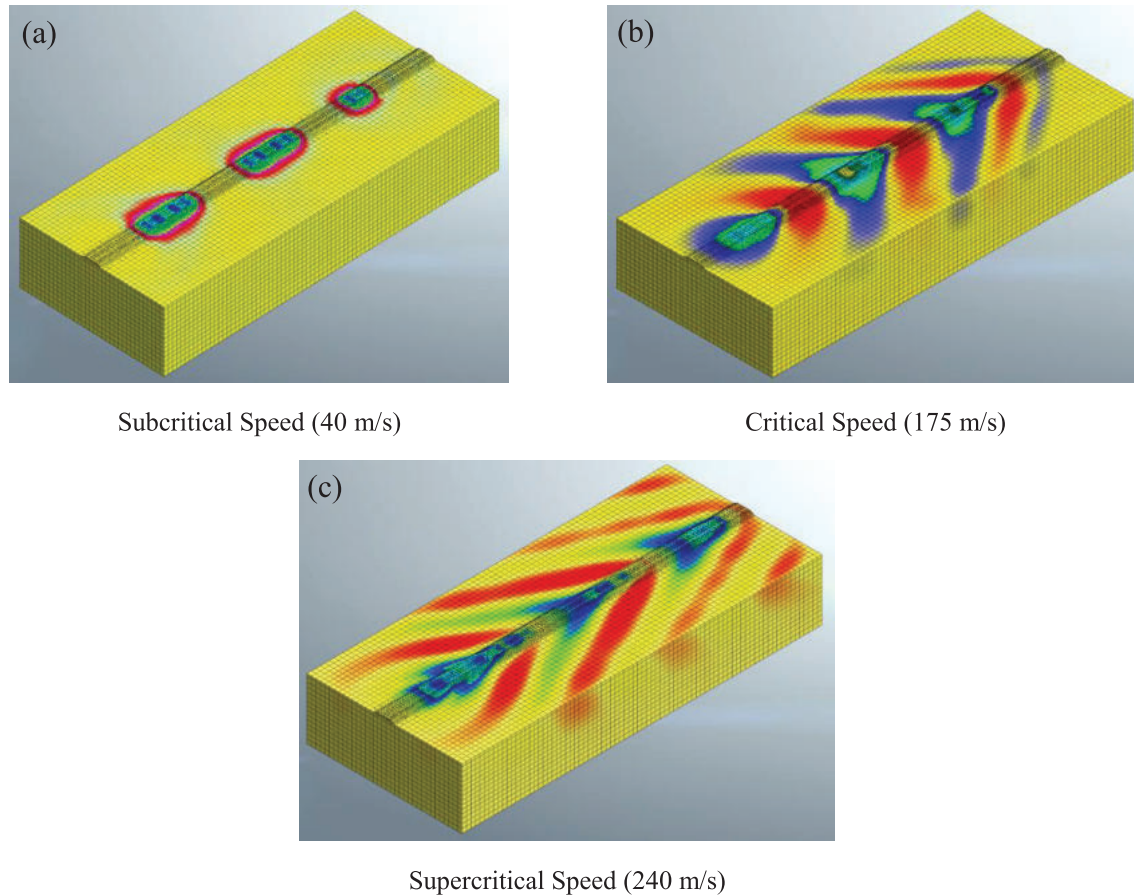 (a)
(b)
Subcritical Speed (40 m/s)
Critical Speed (175 m/s)
(c)
Supercritical Speed (240 m/s)